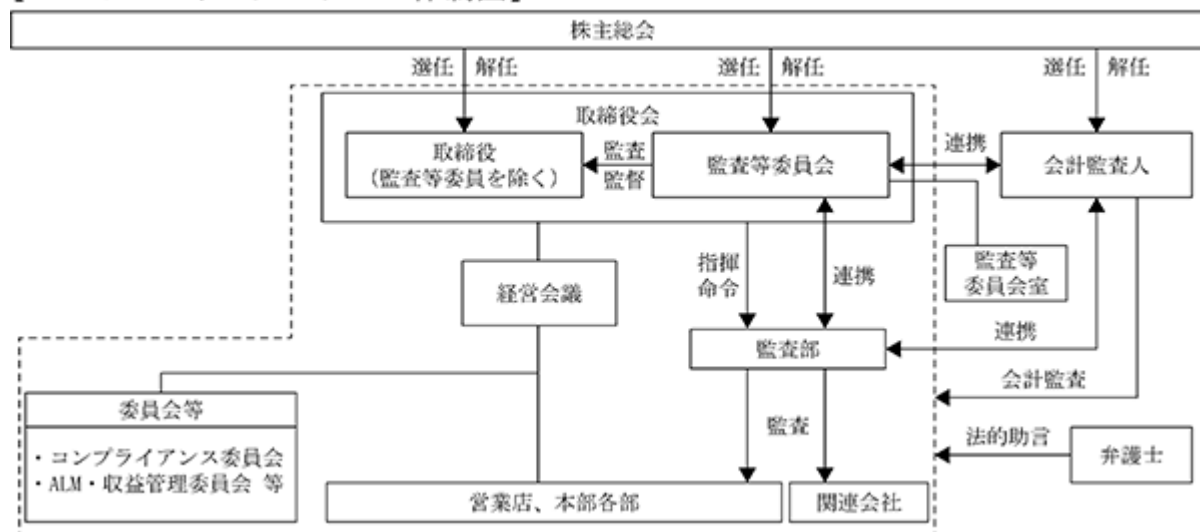 株主総会
選任 解任
選任 解任
選任 解任
取締役会
取締役
(監査等委員を除く)
監査
監督
監査等委員会
連携
会計監査人
監査等
委員会室
指揮
命令
連携
経営会議
監査部
連携
会計監査
委員会等
・コンプライアンス委員会
・ALM・収益管理委員会 等
監査
法的助言
弁護士
営業店、本部各部
関連会社